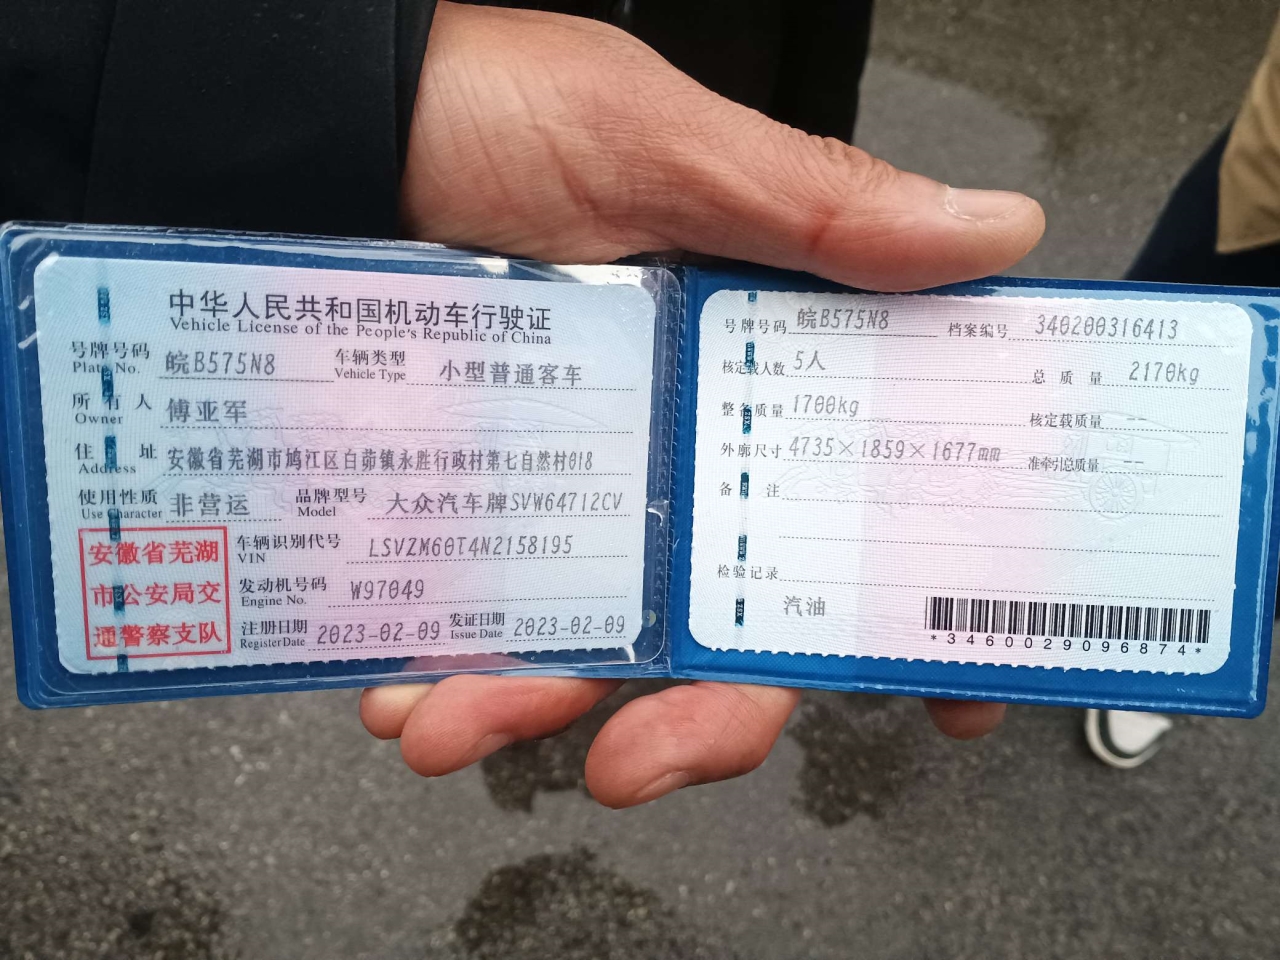 中华人民共和国机动车行驶证
Vehicle License of the People's Republic of China
号牌号码 皖B575N8 车辆类型 小型普通客车
Plate No. Vehicle Type
所有人 傅亚军
Owner
住址 安徽省芜湖市鸠江区白茆镇永胜行政村第七自然村018
Address
使用性质 非营运 品牌型号 大众汽车牌SVW64712CV
Use Character Model
安徽省芜湖
市公安局交
通警察支队
车辆识别代号 LSVZM60T4N2158195
VIN
发动机号码 W97049
Engine No.
注册日期 2023-02-09 发证日期 2023-02-09
Register Date Issue Date
号牌号码 皖B575N8 档案编号 340200316413
核定载人数 5人 总质量 2170kg
整备质量 1700kg 核定载质量 --
外廓尺寸 4735×1859×1677mm 准牵引总质量 --
备注
检验记录
汽油
*3460029096874*